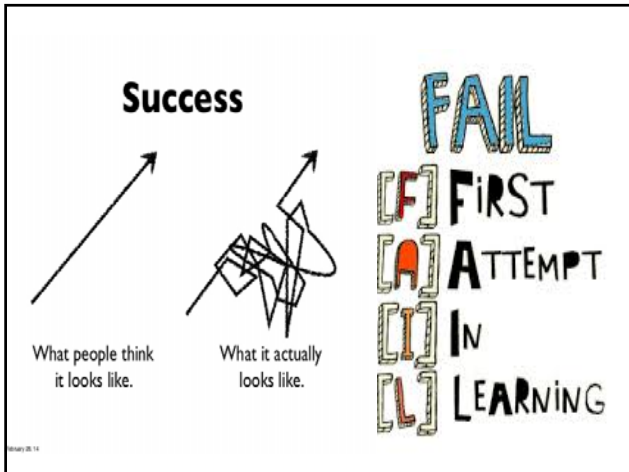 Success
What people think
it looks like.
What it actually
looks like.
FAIL
[F] FiRST
[A] ATTEMPT
[I] IN
[L] LEARNING